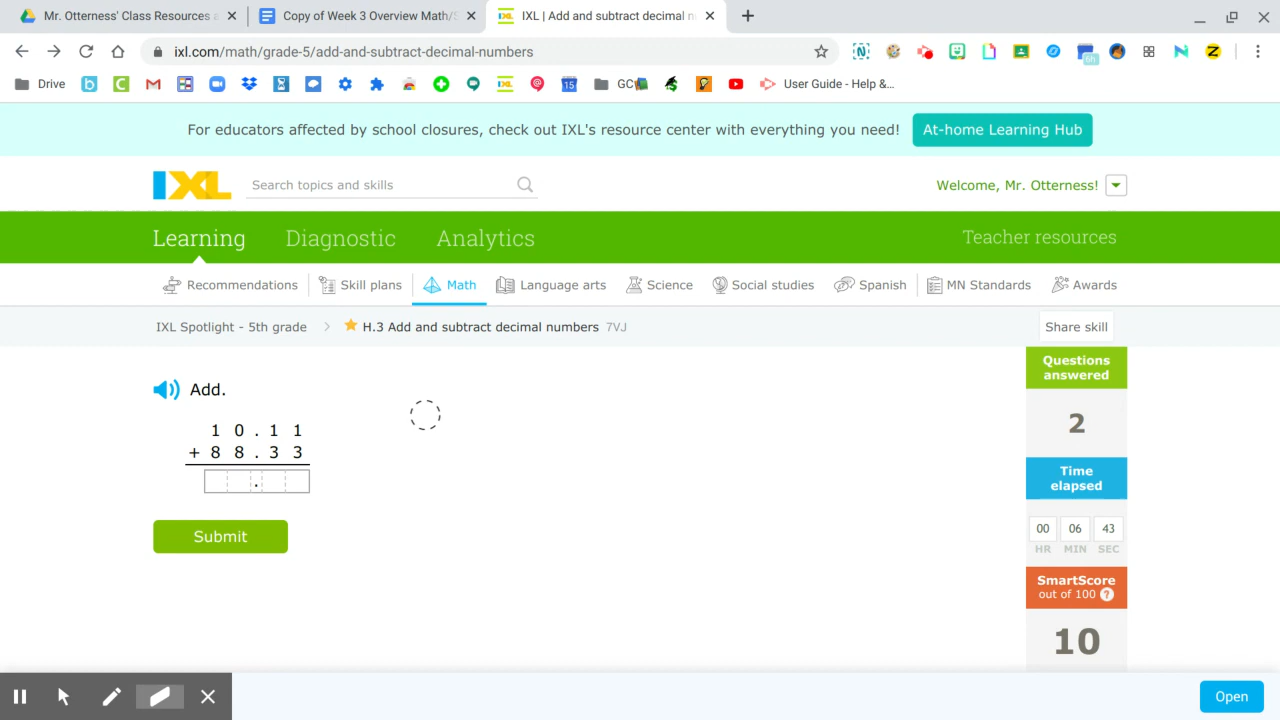 Mr. Otterness' Class Resources a
Copy of Week 3 Overview Math/S
IXL | Add and subtract decimal n
ixl.com/math/grade-5/add-and-subtract-decimal-numbers
Drive
GC
User Guide - Help &...
For educators affected by school closures, check out IXL's resource center with everything you need!
At-home Learning Hub
IXL
Search topics and skills
Welcome, Mr. Otterness!
Learning
Diagnostic
Analytics
Teacher resources
Recommendations
Skill plans
Math
Language arts
Science
Social studies
Spanish
MN Standards
Awards
IXL Spotlight - 5th grade
H.3 Add and subtract decimal numbers 7VJ
Share skill
Add.
1 0 . 1 1
+ 8 8 . 3 3
.
Submit
Questions
answered
2
Time
elapsed
00 06 43
HR MIN SEC
SmartScore
out of 100 ?
10
Open